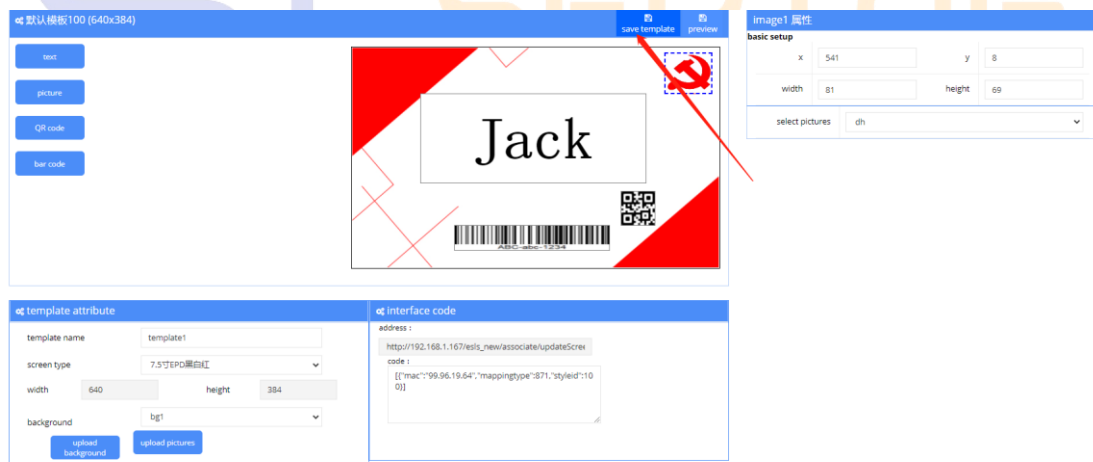 默认模板100 (640x384)
save template
preview
text
picture
QR code
bar code
Jack
ABC-abc-1234
image1 属性
basic setup
x
541
y
8
width
81
height
69
select pictures
dh
template attribute
template name
template1
screen type
7.5寸EPD黑白红
width
640
height
384
background
bg1
upload
background
upload pictures
interface code
address :
http://192.168.1.167/esls_new/associate/updateScree
code :
[{"mac":"99.96.19.64","mappingtype":871,"styleid":10
0}]